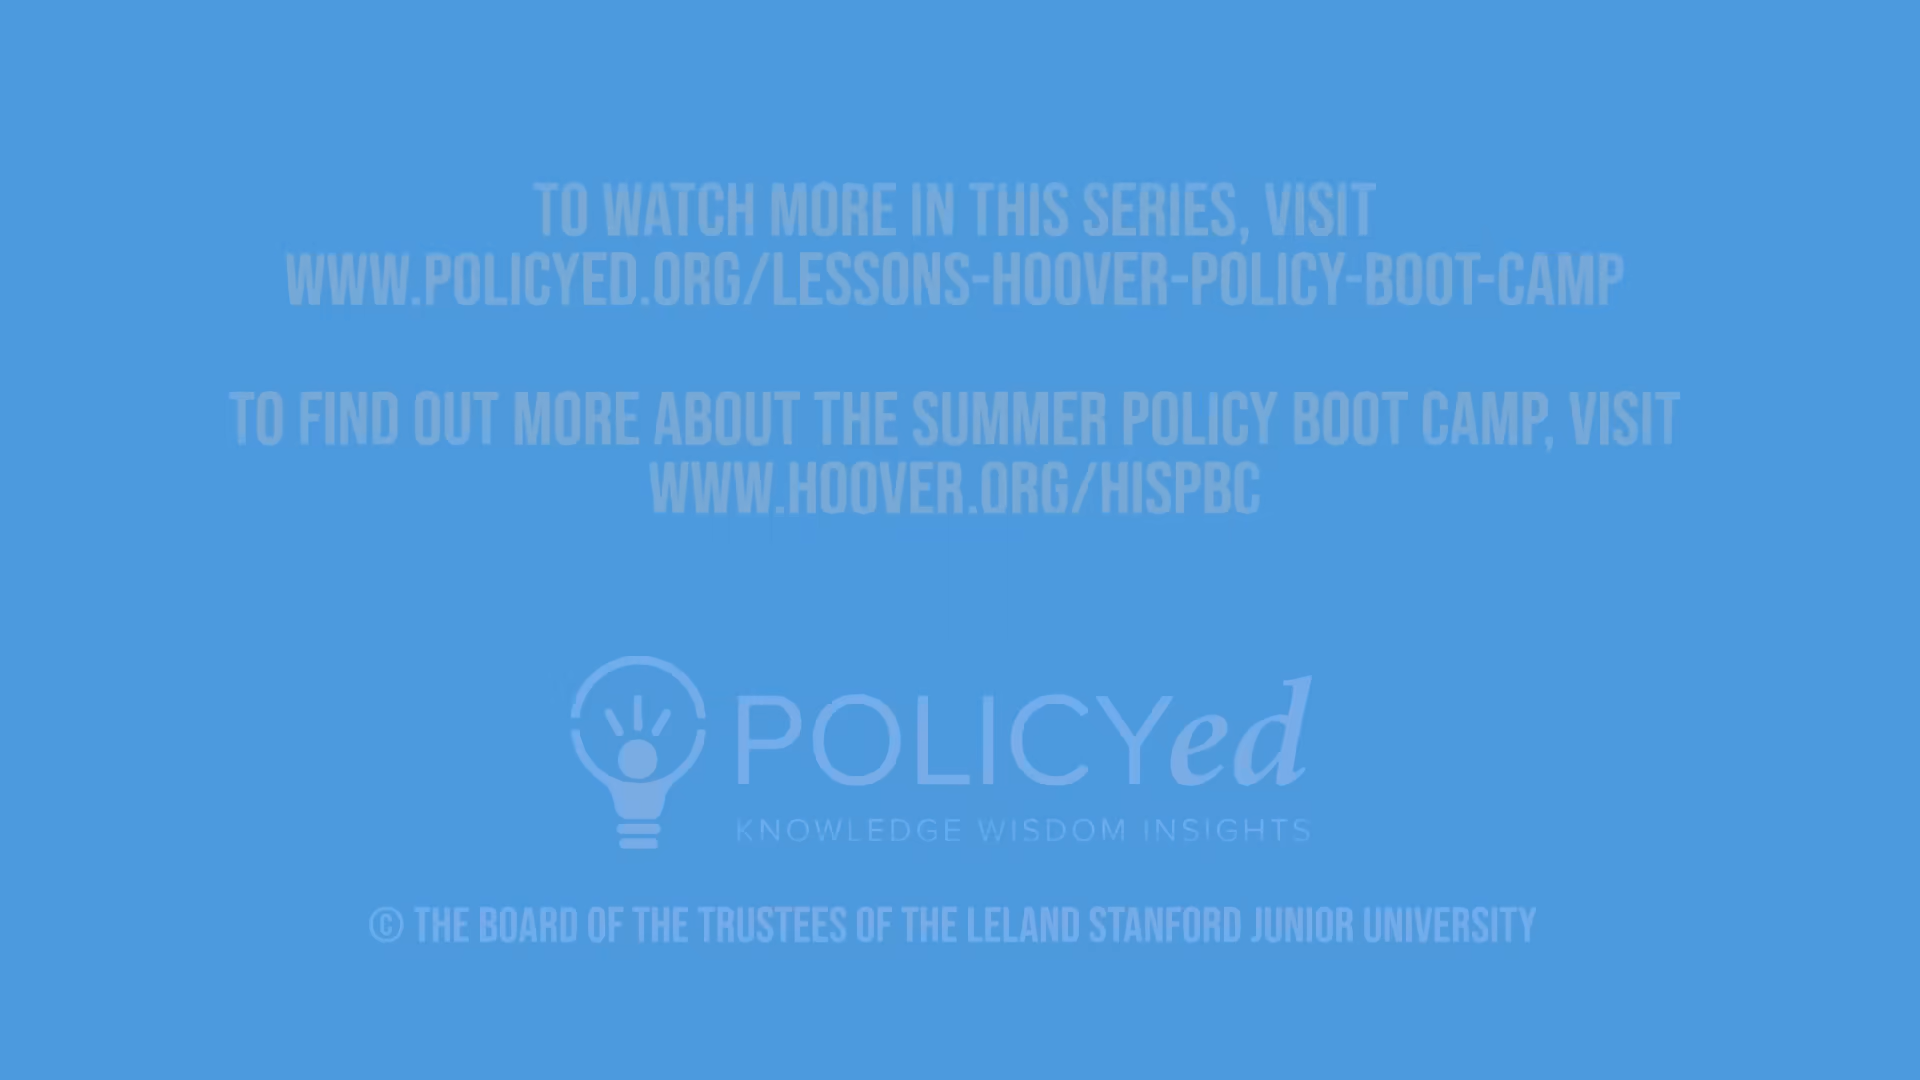 TO WATCH MORE IN THIS SERIES, VISIT
WWW.POLICYED.ORG/LESSONS-HOOVER-POLICY-BOOT-CAMP
TO FIND OUT MORE ABOUT THE SUMMER POLICY BOOT CAMP, VISIT
WWW.HOOVER.ORG/HISPBC
POLICYed
KNOWLEDGE WISDOM INSIGHTS
© THE BOARD OF THE TRUSTEES OF THE LELAND STANFORD JUNIOR UNIVERSITY